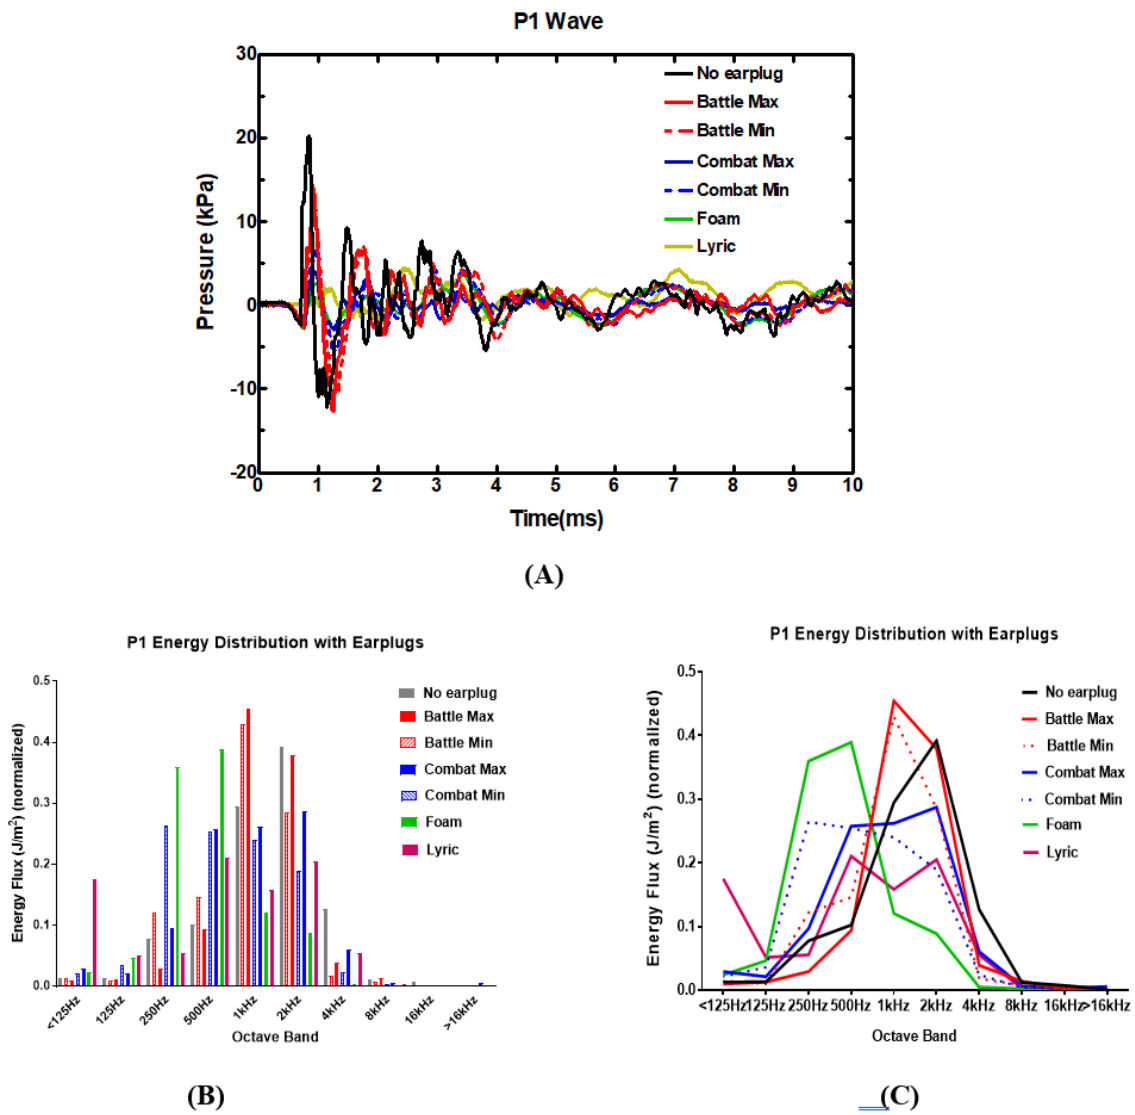 P1 Wave
30
20
10
0
-10
-20
Pressure (kPa)
No earplug
Battle Max
Battle Min
Combat Max
Combat Min
Foam
Lyric
0 1 2 3 4 5 6 7 8 9 10
Time(ms)
(A)
P1 Energy Distribution with Earplugs
0.5
0.4
0.3
0.2
0.1
0.0
Energy Flux (J/m²) (normalized)
No earplug
Battle Max
Battle Min
Combat Max
Combat Min
Foam
Lyric
<125Hz 125Hz 250Hz 500Hz 1kHz 2kHz 4kHz 8kHz 16kHz >16kHz
Octave Band
(B)
P1 Energy Distribution with Earplugs
0.5
0.4
0.3
0.2
0.1
0.0
Energy Flux (J/m²) (normalized)
No earplug
Battle Max
Battle Min
Combat Max
Combat Min
Foam
Lyric
<125Hz 125Hz 250Hz 500Hz 1kHz 2kHz 4kHz 8kHz 16kHz >16kHz
Octave Band
(C)